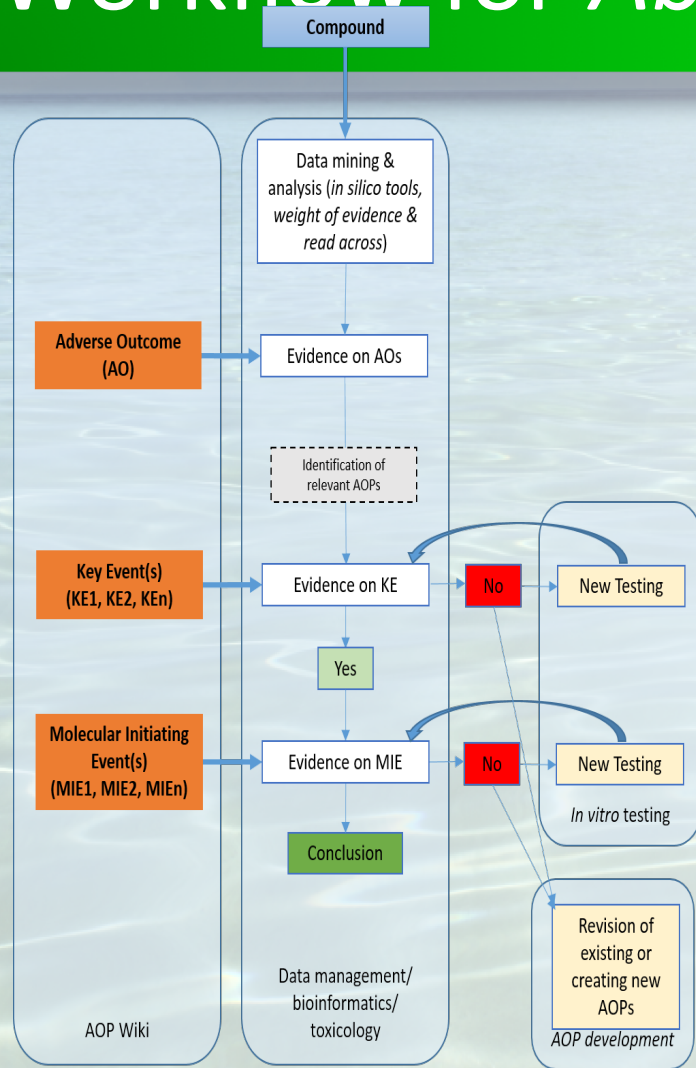 Workflow for Ab
Compound
Data mining &
analysis (in silico tools,
weight of evidence &
read across)
Adverse Outcome
(AO)
Evidence on AOs
Identification of
relevant AOPs
Key Event(s)
(KE1, KE2, KEn)
Evidence on KE
No
New Testing
Yes
Molecular Initiating
Event(s)
(MIE1, MIE2, MIEn)
Evidence on MIE
No
New Testing
In vitro testing
Conclusion
Revision of
existing or
creating new
AOPs
AOP development
Data management/
bioinformatics/
toxicology
AOP Wiki